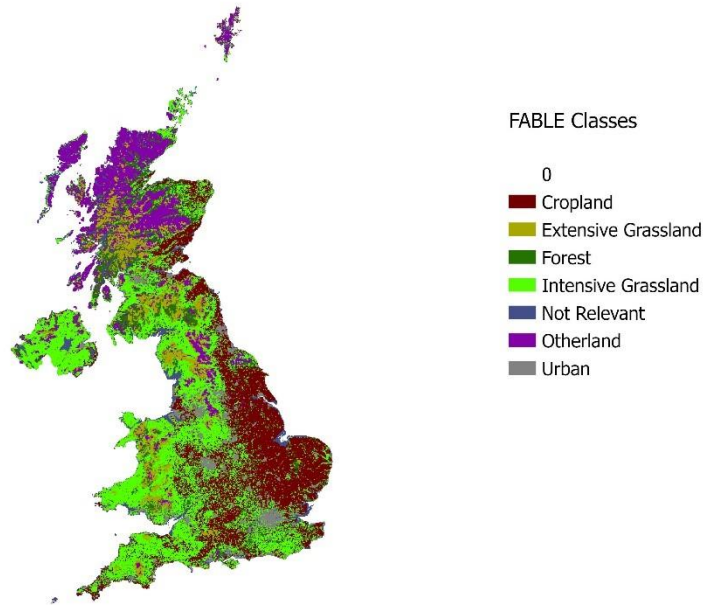 FABLE Classes
0
Cropland
Extensive Grassland
Forest
Intensive Grassland
Not Relevant
Otherland
Urban